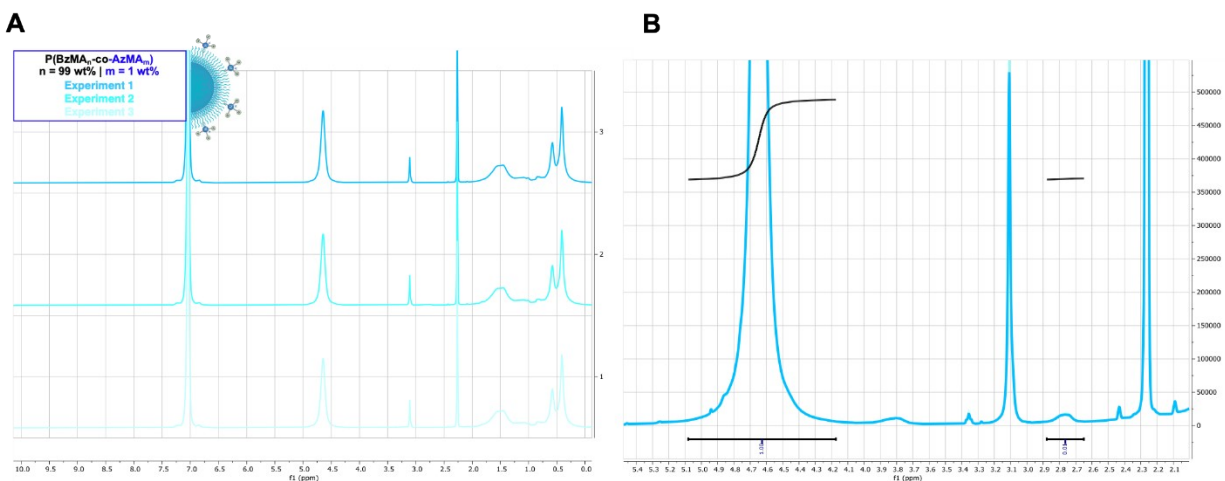 A
P(BzMAn-co-AzMAm)
n = 99 wt% | m = 1 wt%
Experiment 1
Experiment 2
Experiment 3
3
2
1
10.0 9.5 9.0 8.5 8.0 7.5 7.0 6.5 6.0 5.5 5.0 4.5 4.0 3.5 3.0 2.5 2.0 1.5 1.0 0.5 0.0
f1 (ppm)
B
500000
450000
400000
350000
300000
250000
200000
150000
100000
50000
0
5.4 5.3 5.2 5.1 5.0 4.9 4.8 4.7 4.6 4.5 4.4 4.3 4.2 4.1 4.0 3.9 3.8 3.7 3.6 3.5 3.4 3.3 3.2 3.1 3.0 2.9 2.8 2.7 2.6 2.5 2.4 2.3 2.2 2.1
f1 (ppm)